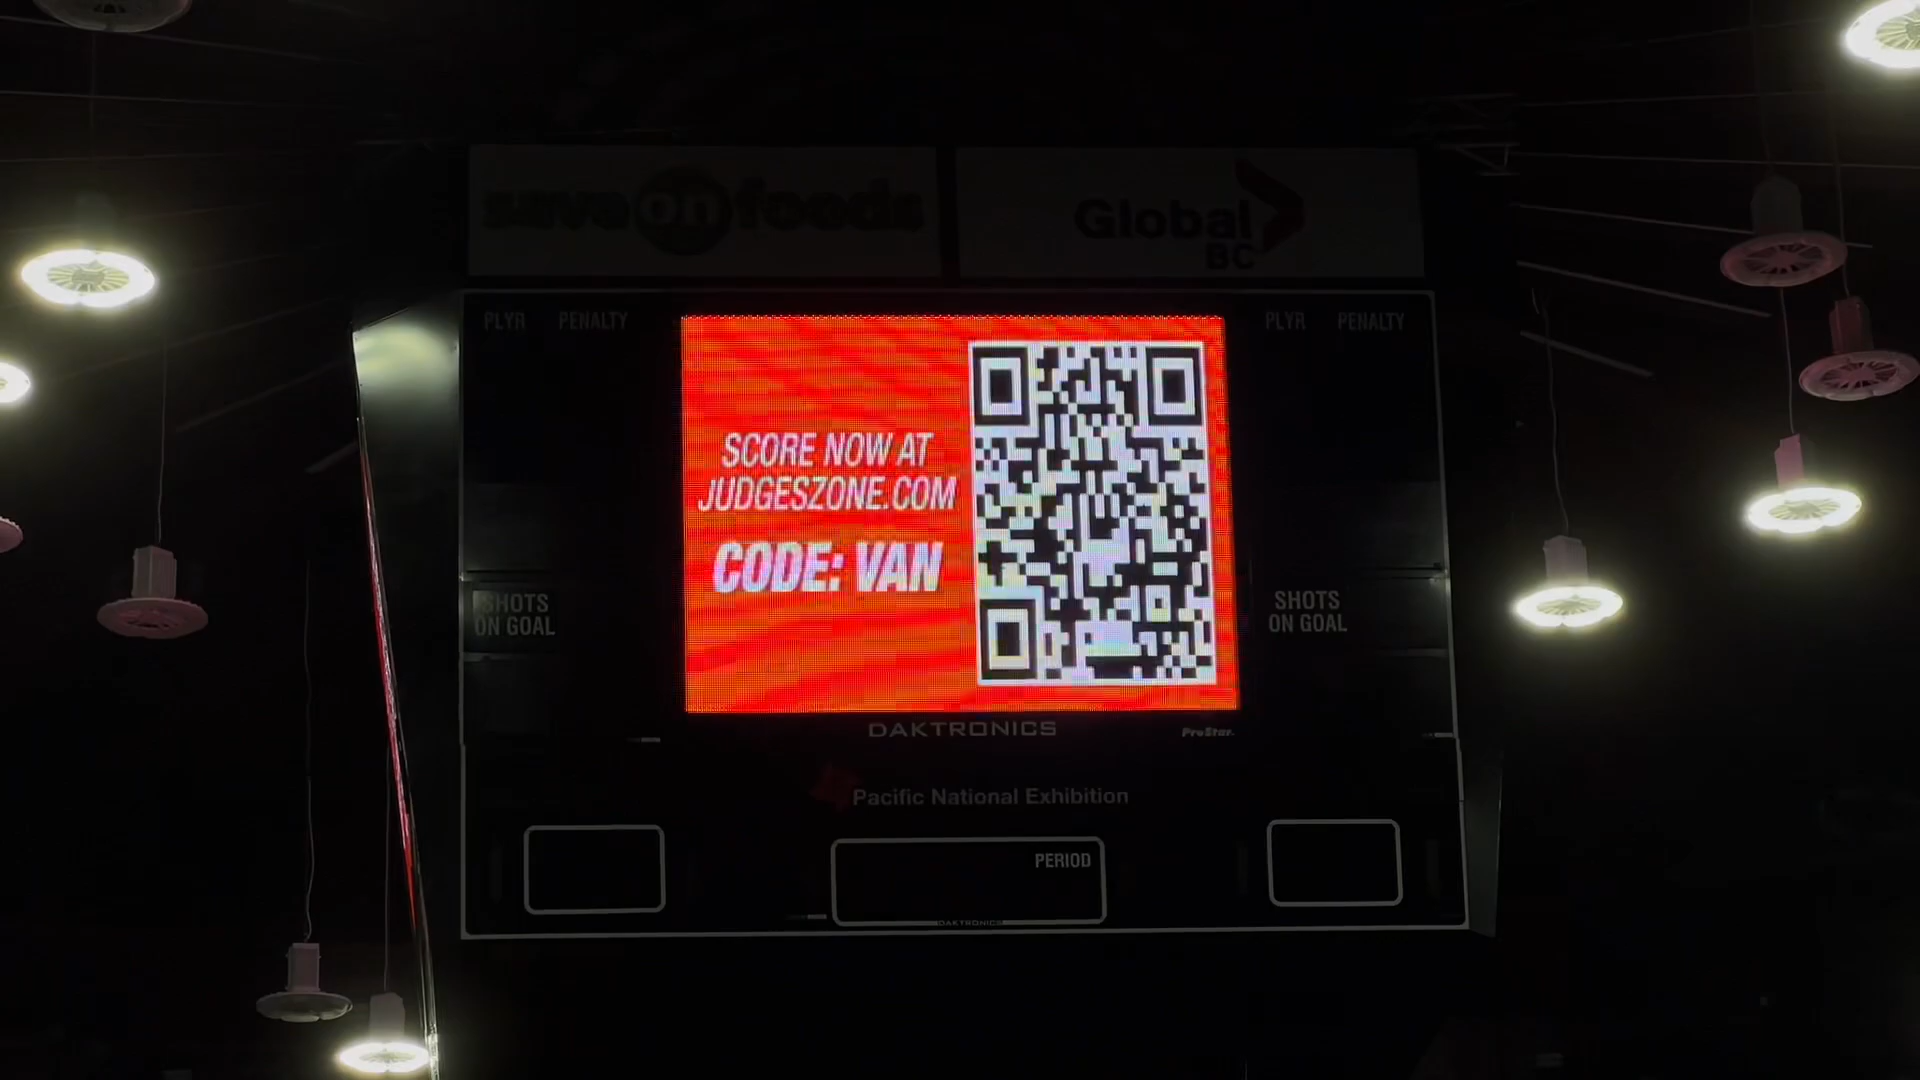 save on foods
Global
BC
PLYR PENALTY
PLYR PENALTY
SCORE NOW AT
JUDGESZONE.COM
CODE: VAN
SHOTS
ON GOAL
SHOTS
ON GOAL
DAKTRONICS
ProStar
Pacific National Exhibition
PERIOD
DAKTRONICS